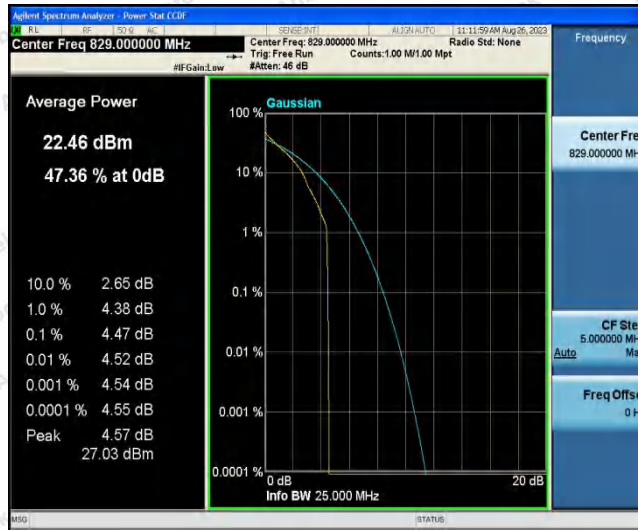 Agilent Spectrum Analyzer - Power Stat CCDF
RL RF 50 Ω AC SENSE:INT ALIGN AUTO 11:11:59 AM Aug 26, 2023
Center Freq 829.000000 MHz
Center Freq: 829.000000 MHz Radio Std: None
Trig: Free Run Counts:1.00 M/1.00 Mpt
#IFGain:Low #Atten: 46 dB
Frequency
Average Power
22.46 dBm
47.36 % at 0dB
10.0 % 2.65 dB
1.0 % 4.38 dB
0.1 % 4.47 dB
0.01 % 4.52 dB
0.001 % 4.54 dB
0.0001 % 4.55 dB
Peak 4.57 dB
27.03 dBm
Gaussian
100 %
10 %
1 %
0.1 %
0.01 %
0.001 %
0.0001 %
0 dB 20 dB
Info BW 25.000 MHz
Center Fre
829.000000 MH
CF Ste
5.000000 MH
Auto Ma
Freq Offse
0 H
MSG STATUS